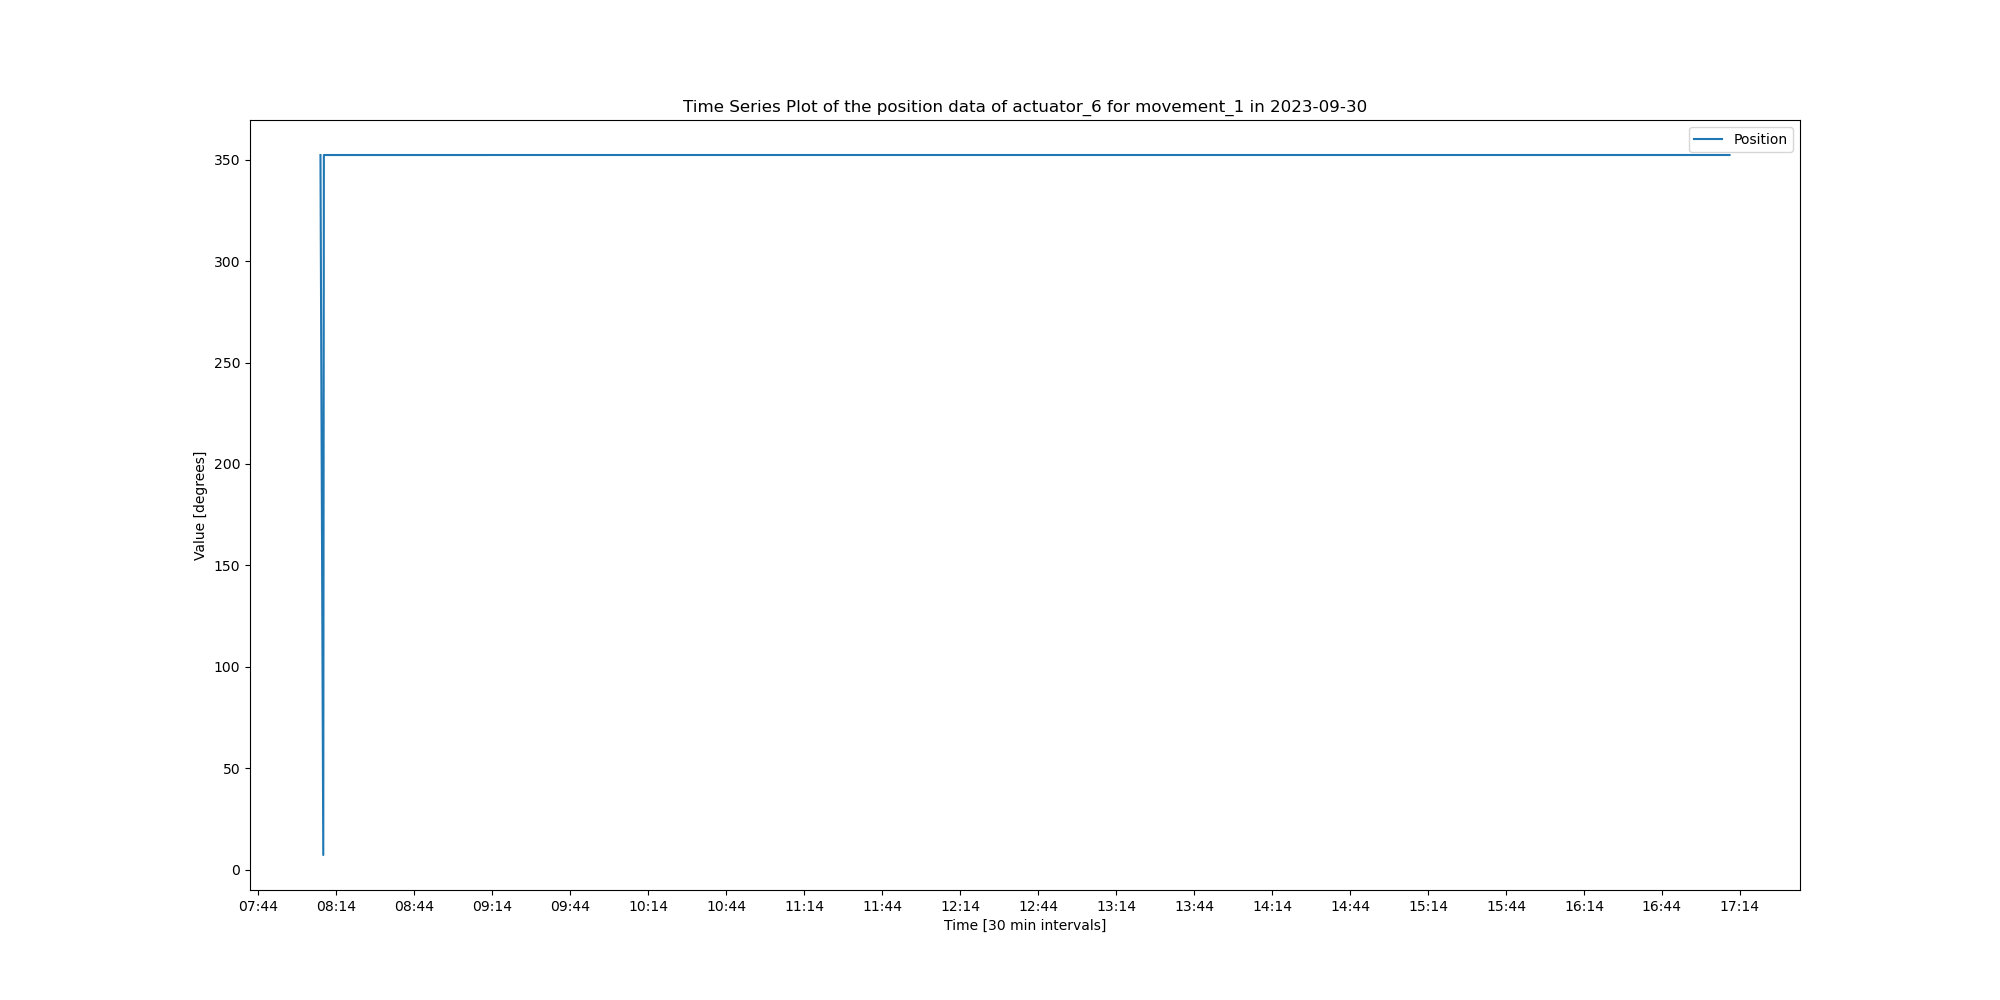 Time Series Plot of the position data of actuator_6 for movement_1 in 2023-09-30
Position
350
300
250
200
150
100
50
0
Value [degrees]
07:44 08:14 08:44 09:14 09:44 10:14 10:44 11:14 11:44 12:14 12:44 13:14 13:44 14:14 14:44 15:14 15:44 16:14 16:44 17:14
Time [30 min intervals]